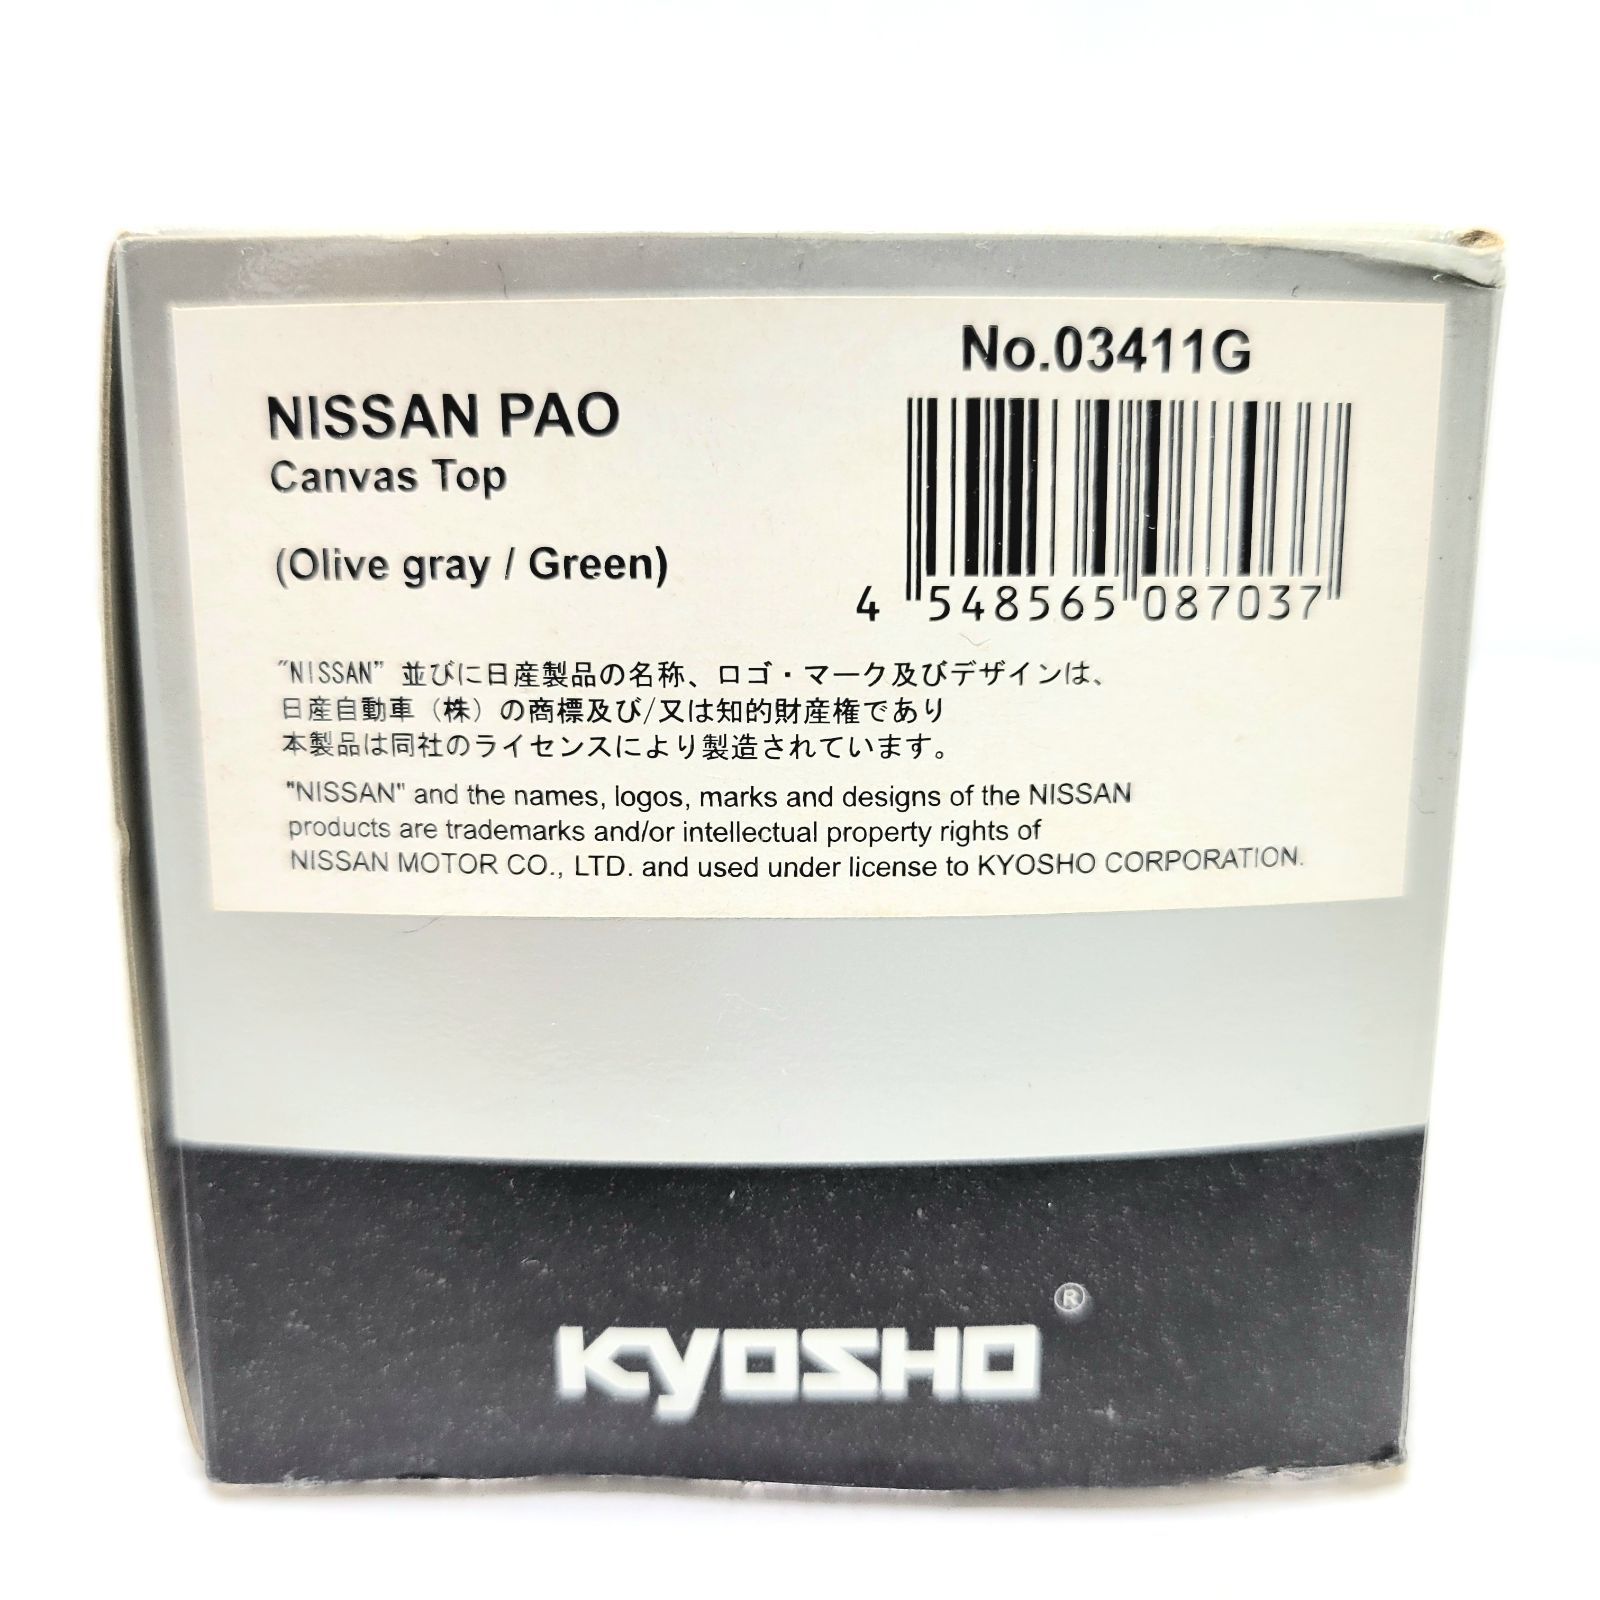 No.03411G
NISSAN PAO
Canvas Top
(Olive gray / Green)
4 548565 087037
"NISSAN" 並びに日産製品の名称、ロゴ・マーク及びデザインは、
日産自動車(株)の商標及び/又は知的財産権であり
本製品は同社のライセンスにより製造されています。
"NISSAN" and the names, logos, marks and designs of the NISSAN
products are trademarks and/or intellectual property rights of
NISSAN MOTOR CO., LTD. and used under license to KYOSHO CORPORATION.
KYOSHO ®